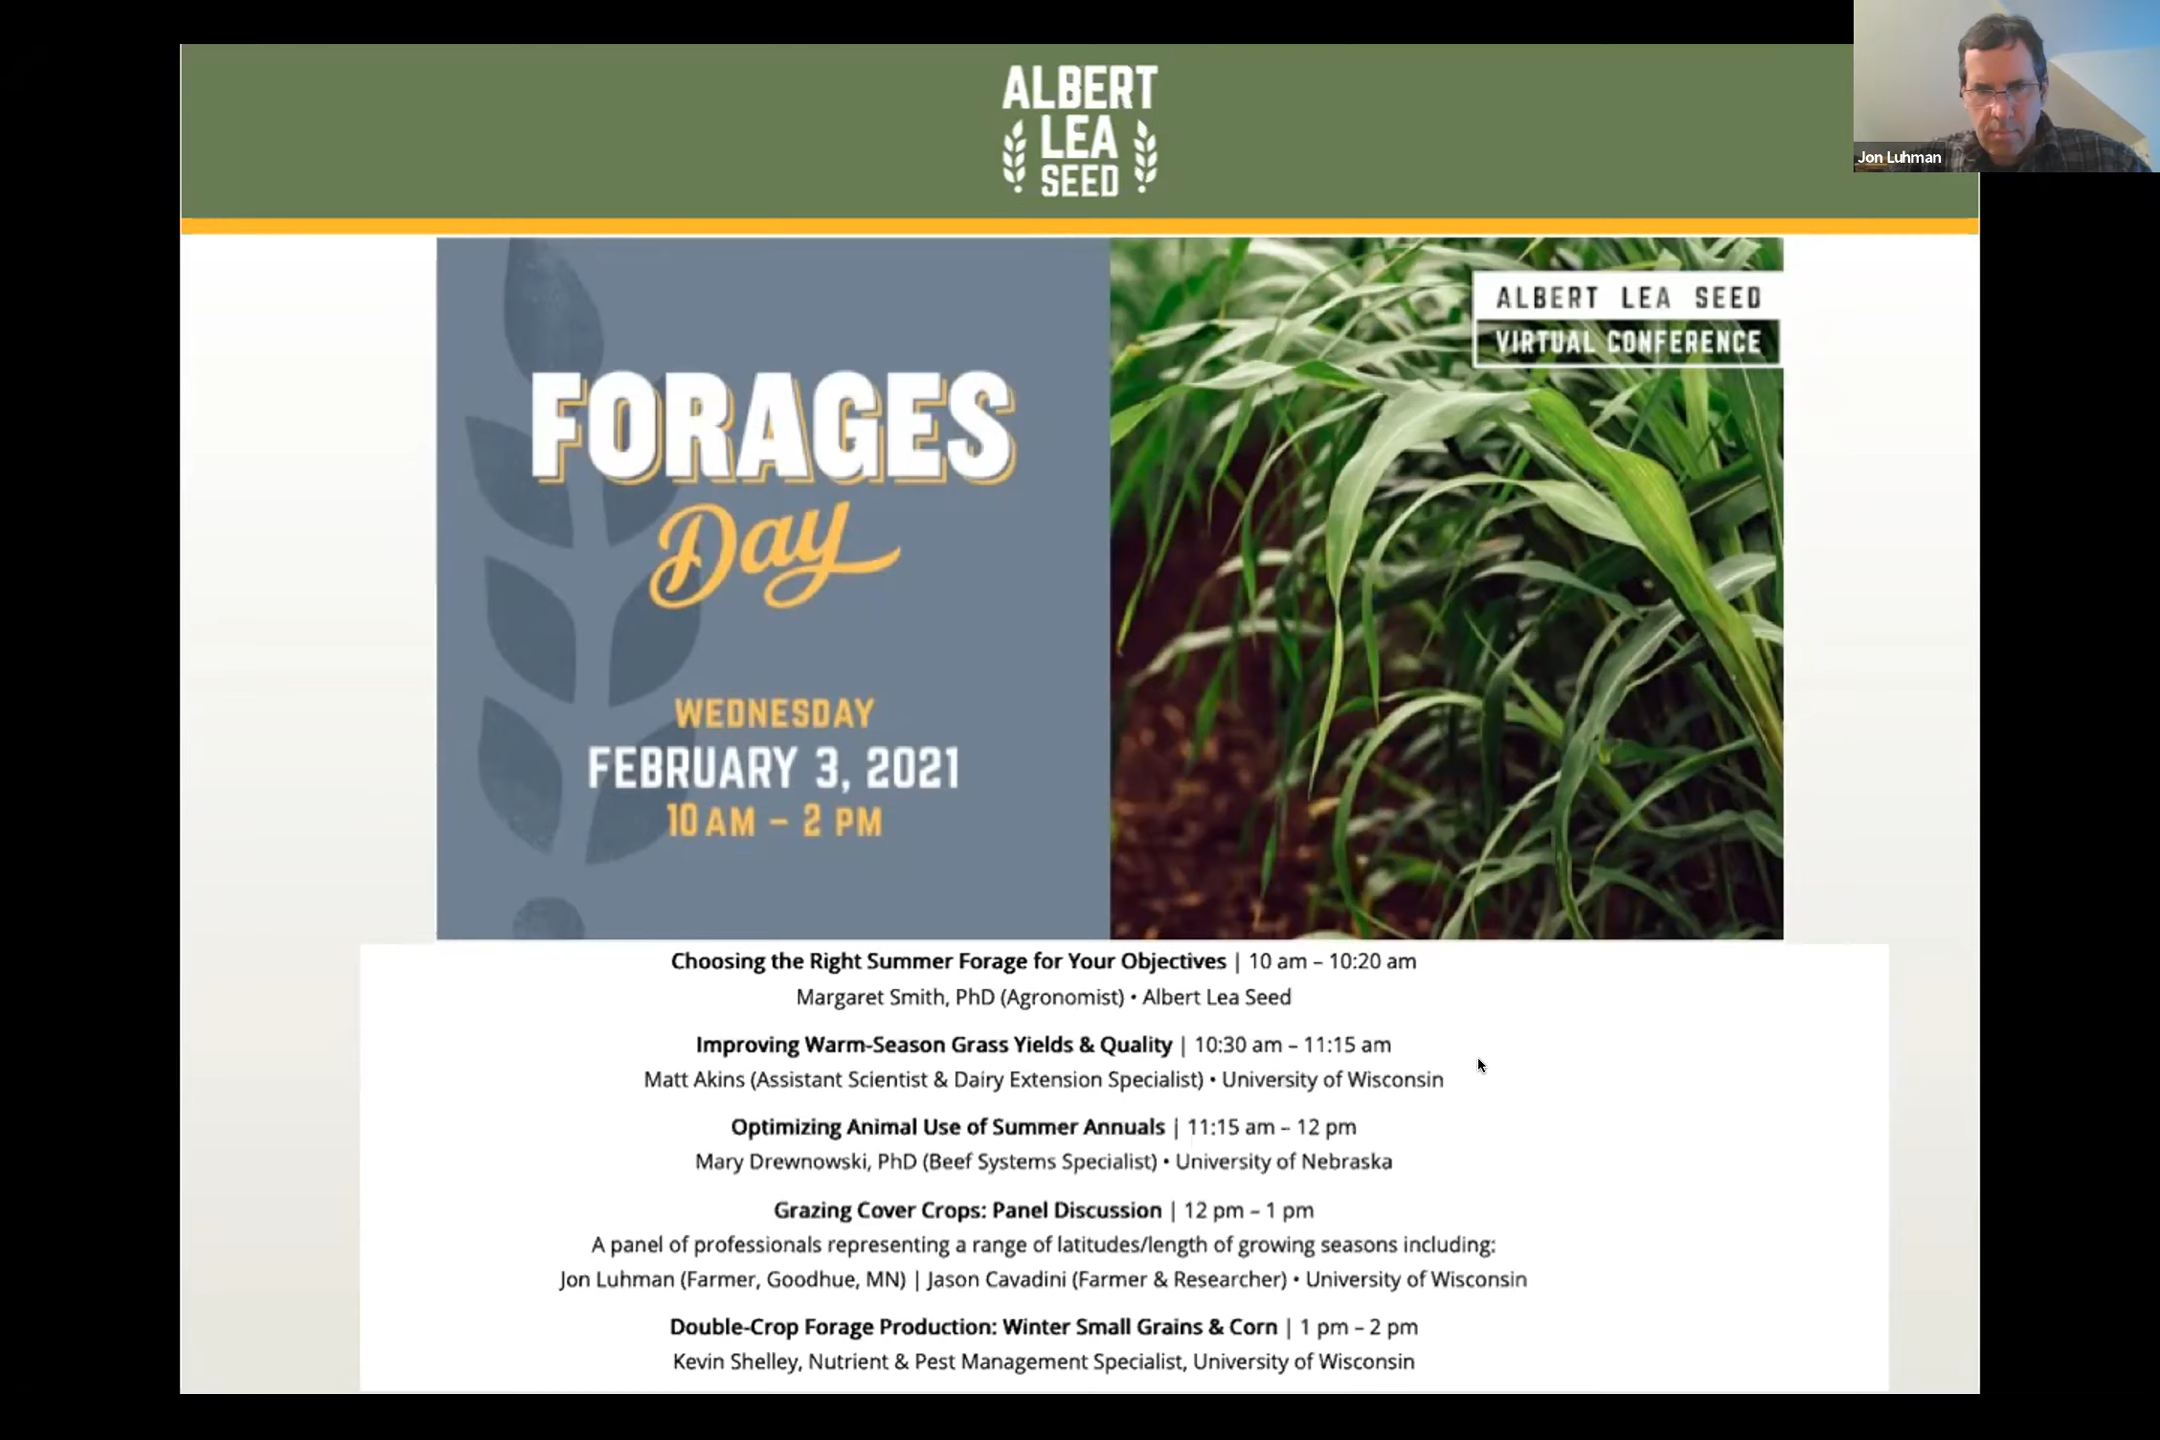 ALBERT
LEA
SEED
Jon Luhman
ALBERT LEA SEED
VIRTUAL CONFERENCE
FORAGES
Day
WEDNESDAY
FEBRUARY 3, 2021
10 AM – 2 PM
Choosing the Right Summer Forage for Your Objectives | 10 am – 10:20 am
Margaret Smith, PhD (Agronomist) • Albert Lea Seed
Improving Warm-Season Grass Yields & Quality | 10:30 am – 11:15 am
Matt Akins (Assistant Scientist & Dairy Extension Specialist) • University of Wisconsin
Optimizing Animal Use of Summer Annuals | 11:15 am – 12 pm
Mary Drewnowski, PhD (Beef Systems Specialist) • University of Nebraska
Grazing Cover Crops: Panel Discussion | 12 pm – 1 pm
A panel of professionals representing a range of latitudes/length of growing seasons including:
Jon Luhman (Farmer, Goodhue, MN) | Jason Cavadini (Farmer & Researcher) • University of Wisconsin
Double-Crop Forage Production: Winter Small Grains & Corn | 1 pm – 2 pm
Kevin Shelley, Nutrient & Pest Management Specialist, University of Wisconsin